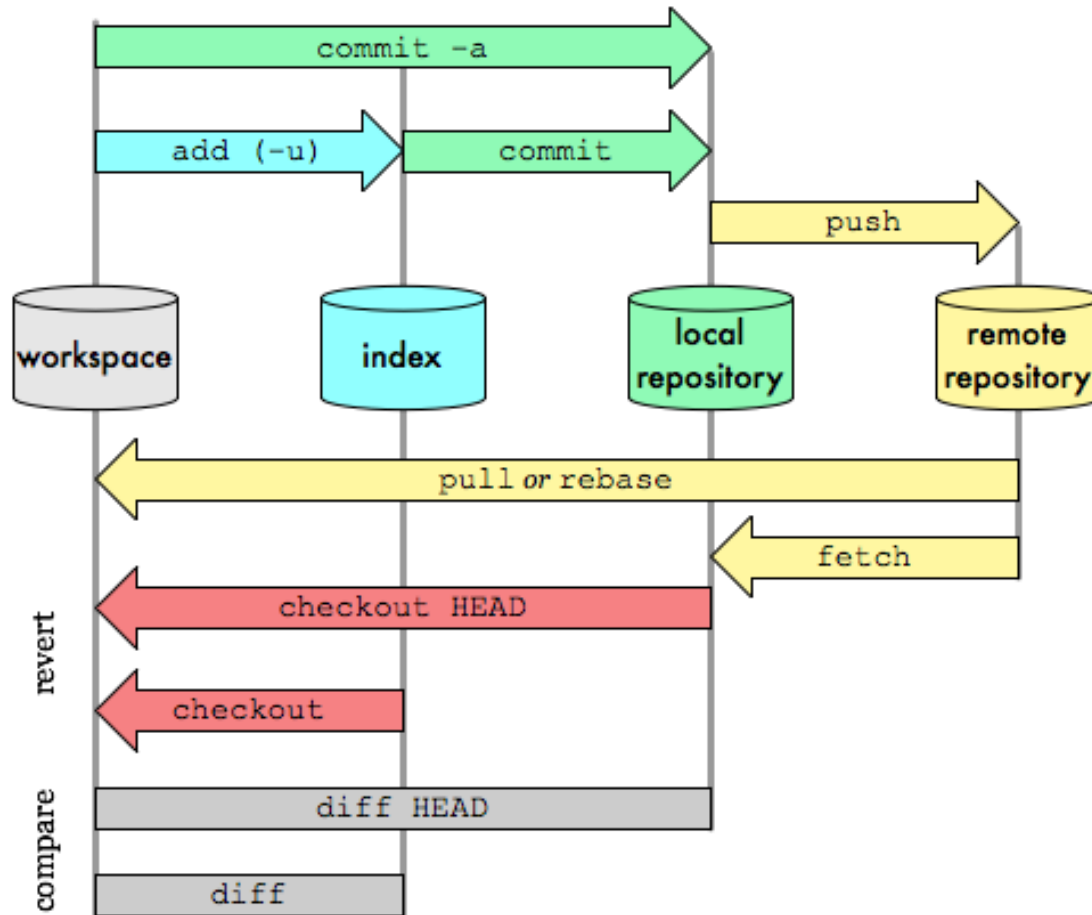 commit -a
add (-u)
commit
push
workspace
index
local
repository
remote
repository
pull or rebase
fetch
checkout HEAD
revert
checkout
diff HEAD
compare
diff